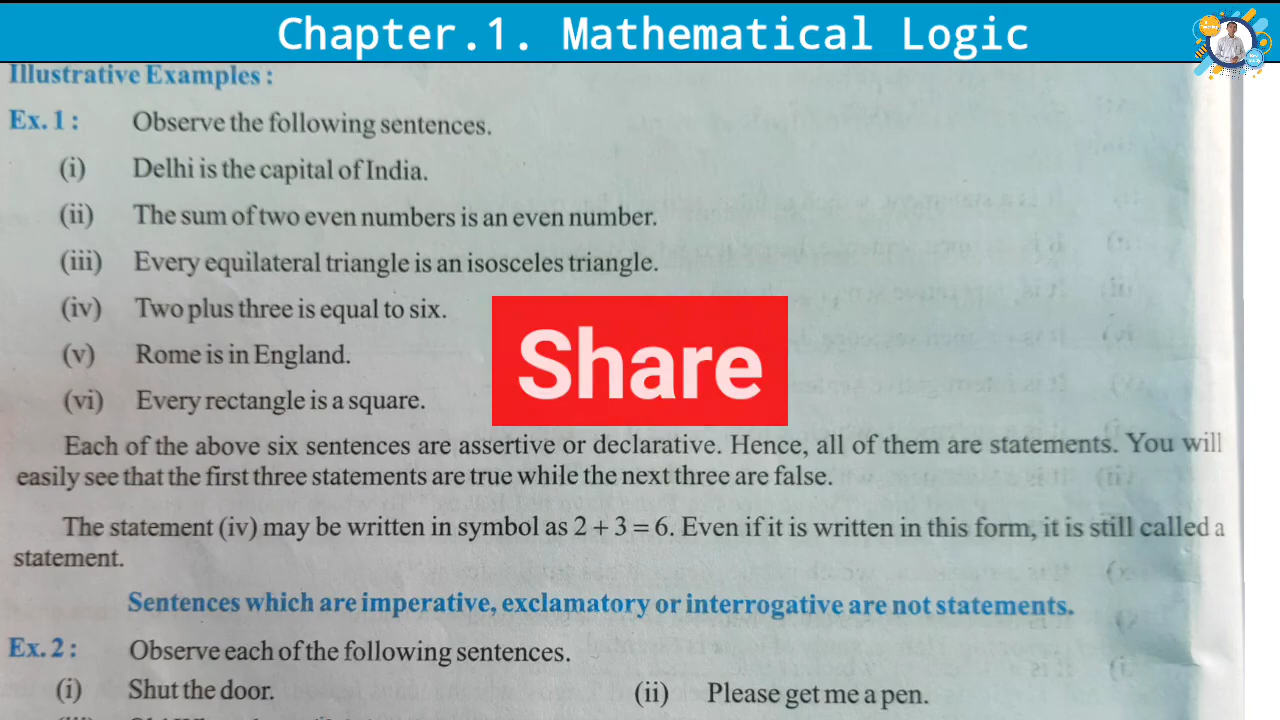 Chapter.1. Mathematical Logic
Illustrative Examples :
Ex. 1 : Observe the following sentences.
(i) Delhi is the capital of India.
(ii) The sum of two even numbers is an even number.
(iii) Every equilateral triangle is an isosceles triangle.
(iv) Two plus three is equal to six.
(v) Rome is in England.
(vi) Every rectangle is a square.
Share
Each of the above six sentences are assertive or declarative. Hence, all of them are statements. You will
easily see that the first three statements are true while the next three are false.
The statement (iv) may be written in symbol as 2 + 3 = 6. Even if it is written in this form, it is still called a
statement.
Sentences which are imperative, exclamatory or interrogative are not statements.
Ex. 2 : Observe each of the following sentences.
(i) Shut the door. (ii) Please get me a pen.